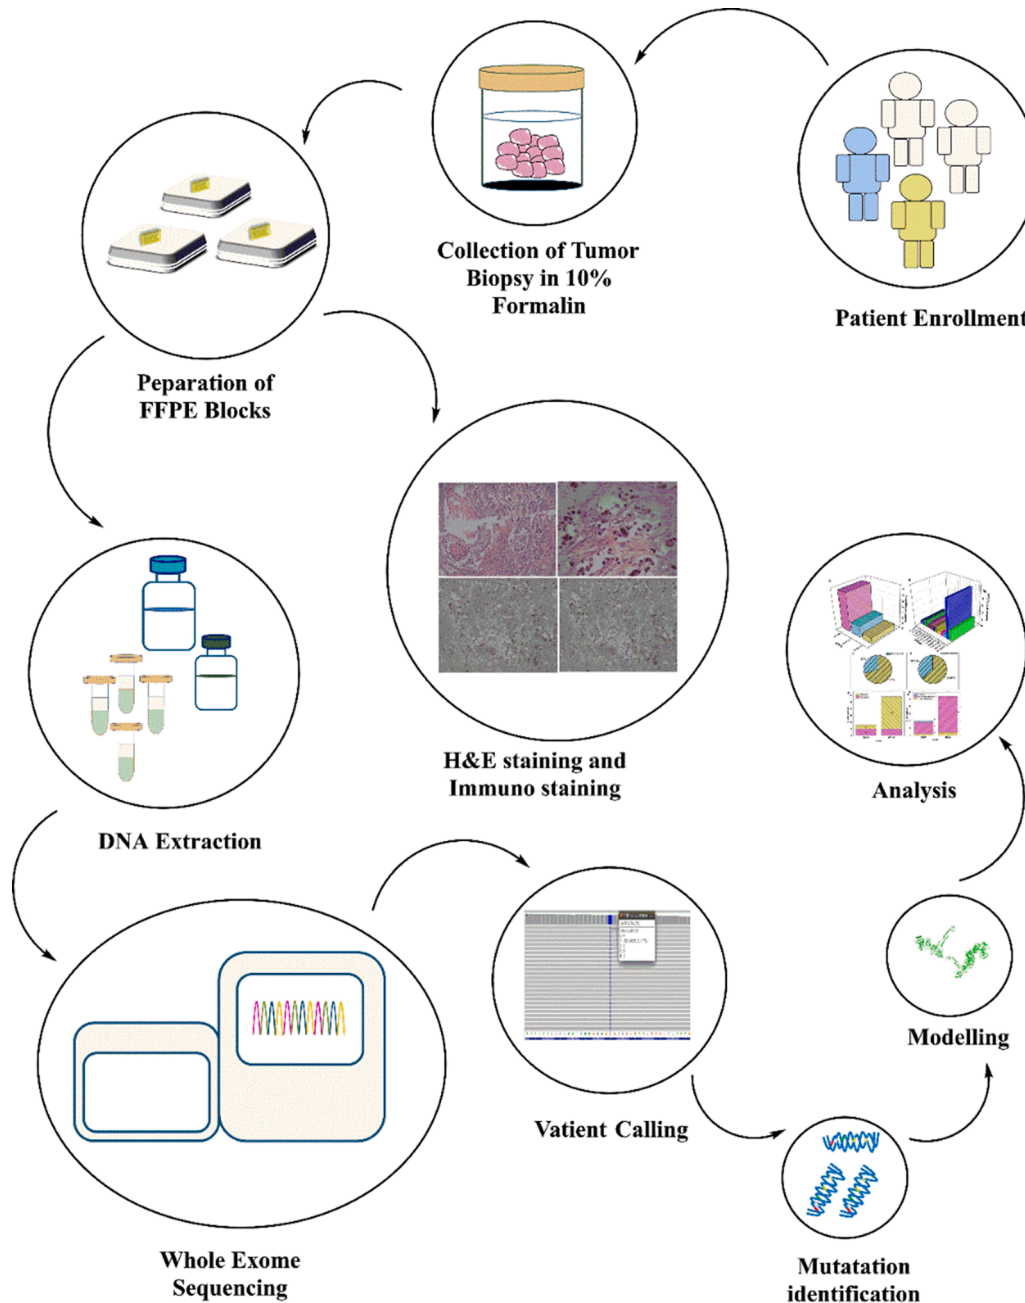 Collection of Tumor
Biopsy in 10%
Formalin
Patient Enrollment
Peparation of
FFPE Blocks
H&E staining and
Immuno staining
Analysis
DNA Extraction
Modelling
Vatient Calling
Whole Exome
Sequencing
Mutatation
identification